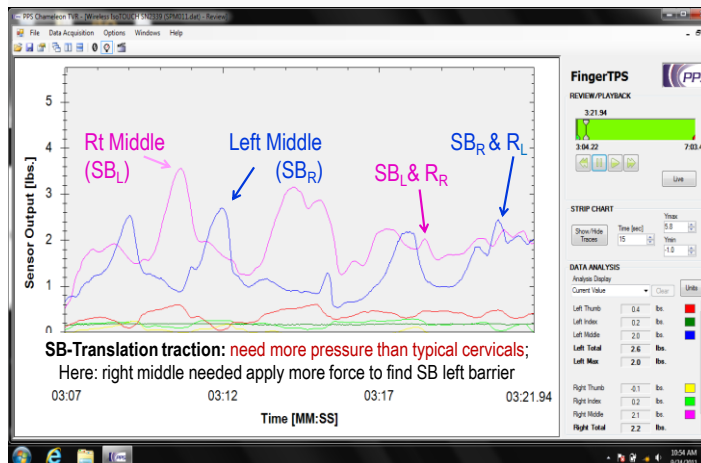 PPS Chameleon TVR - [Wireless IsoTOUCH SN2339 (SPM011.dat) - Review]
File Data Acquisition Options Windows Help
5
4
3
2
1
0
Sensor Output [lbs.]
Rt Middle
(SBL)
Left Middle
(SBR)
SBL& RR
SBR & RL
SB-Translation traction: need more pressure than typical cervicals;
Here: right middle needed apply more force to find SB left barrier
03:07 03:12 03:17 03:21.94
Time [MM:SS]
FingerTPS
PPS
REVIEW/PLAYBACK
3:21.94
3:04.22 7:03.4
Live
STRIP CHART
Show/Hide
Traces
Time [sec]
15
Ymax
5.8
Ymin
-1.0
DATA ANALYSIS
Analysis Display
Current Value
Clear
Units
Left Thumb 0.4 lbs.
Left Index 0.2 lbs.
Left Middle 2.0 lbs.
Left Total 2.6 lbs.
Left Max 2.0 lbs.
Right Thumb -0.1 lbs.
Right Index 0.2 lbs.
Right Middle 2.1 lbs.
Right Total 2.2 lbs.
10:54 AM